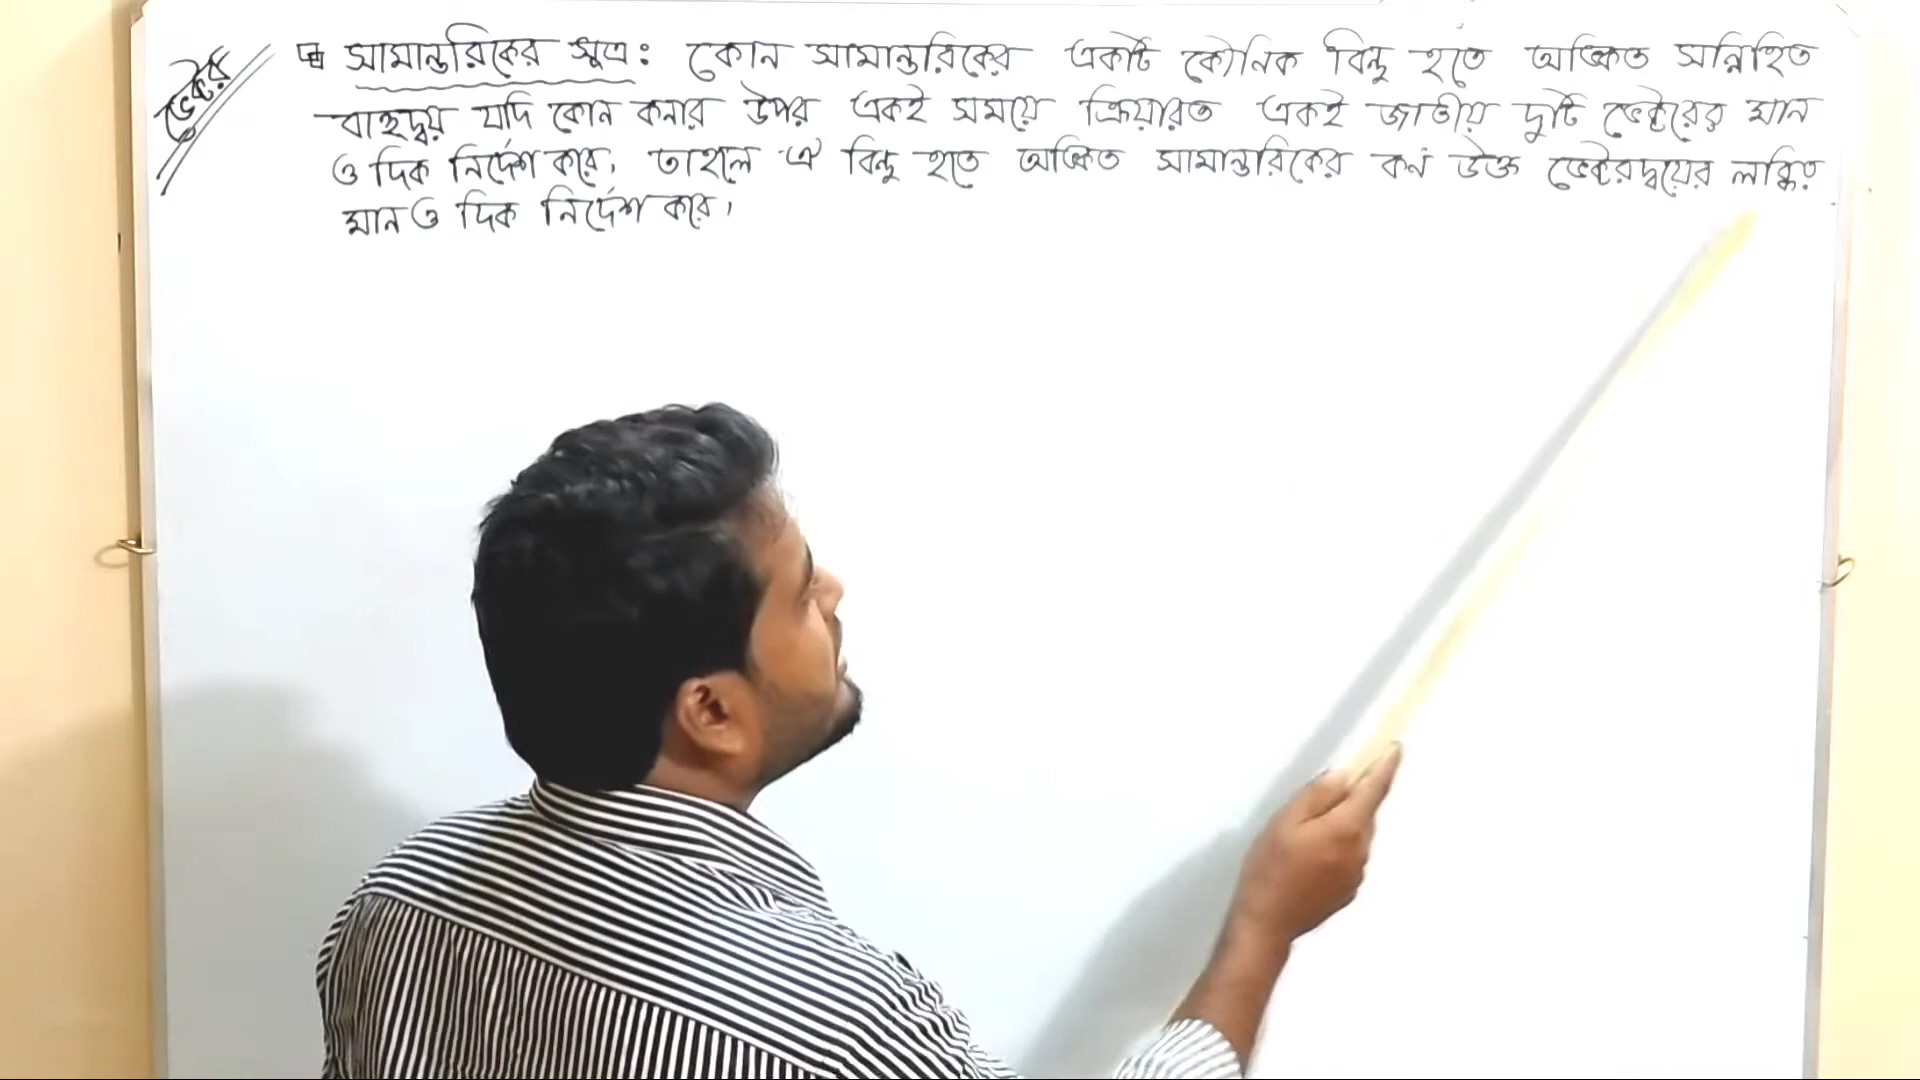 ভেক্টর
সামান্তরিকের সূত্র: কোন সামান্তরিকের একটি কৌনিক বিন্দু হতে অঙ্কিত সন্নিহিত
বাহুদ্বয় যদি কোন কনার উপর একই সময়ে ক্রিয়ারত একই জাতীয় দুটি ভেক্টরের মান
ও দিক নির্দেশ করে, তাহলে ঐ বিন্দু হতে অঙ্কিত সামান্তরিকের কর্ণ উক্ত ভেক্টরদ্বয়ের লব্ধির
মান ও দিক নির্দেশ করে।